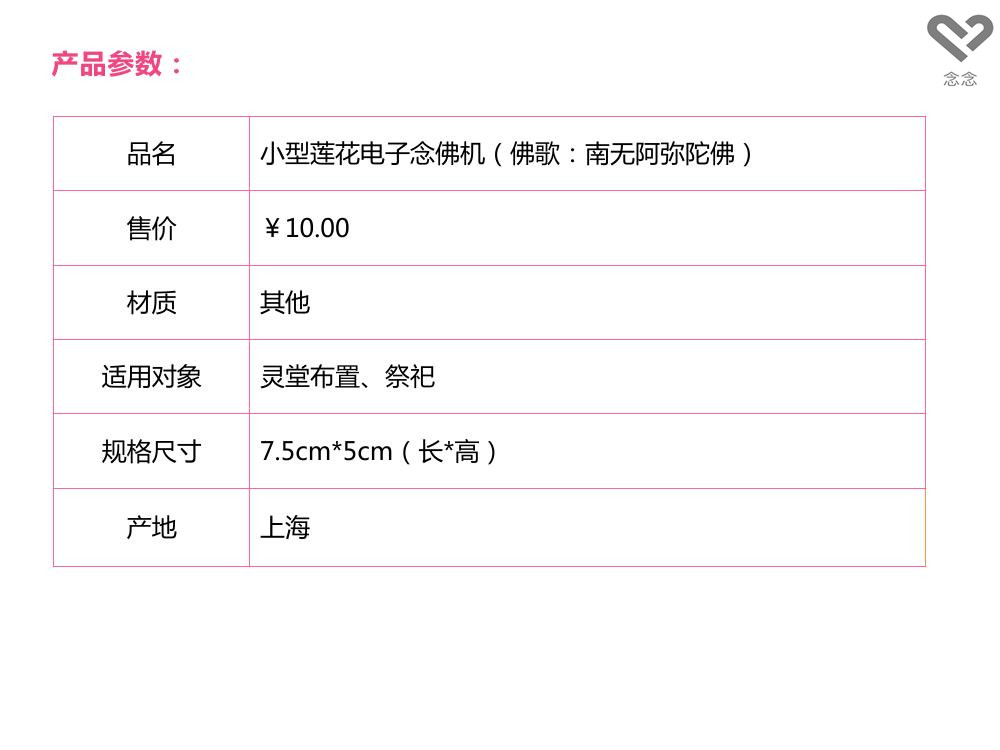 念念
产品参数：
品名 小型莲花电子念佛机（佛歌：南无阿弥陀佛）
售价 ￥10.00
材质 其他
适用对象 灵堂布置、祭祀
规格尺寸 7.5cm*5cm（长*高）
产地 上海